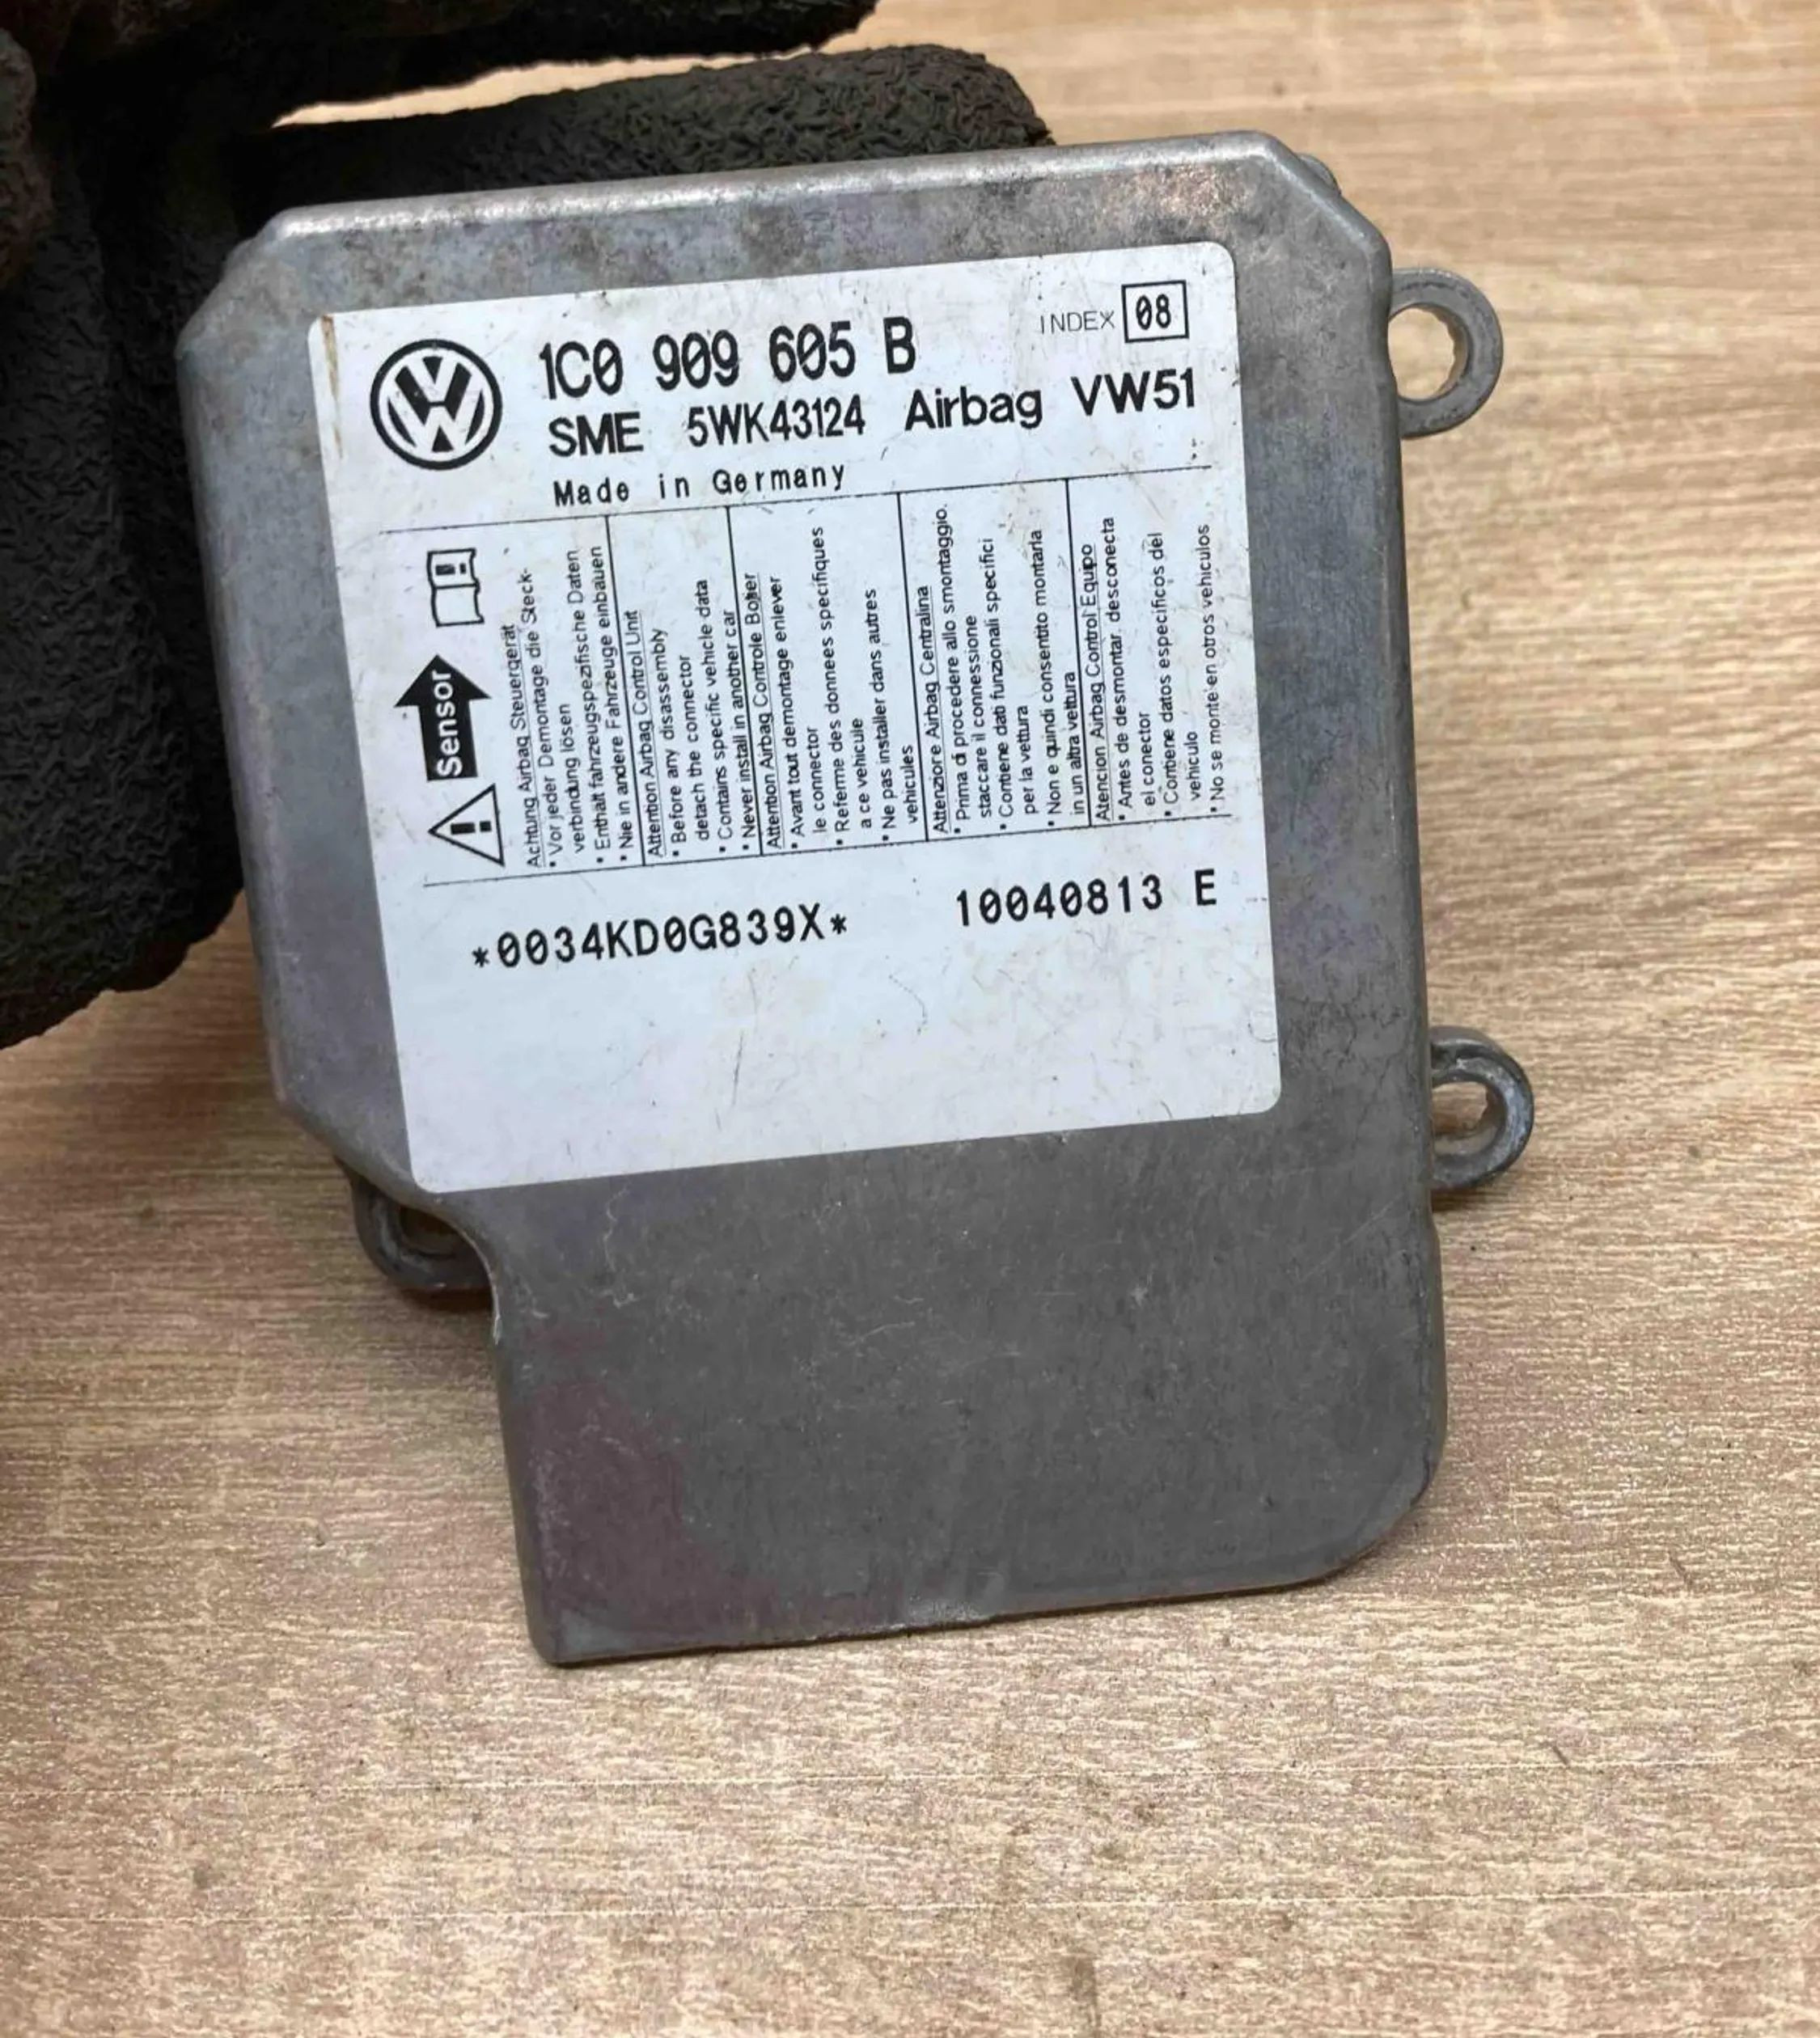 1C0 909 605 B INDEX 08
SME 5WK43124 Airbag VW51
Made in Germany
Sensor
Achtung Airbag Steuergerät
• Vor jeder Demontage die Steck-
verbindung lösen
• Enthält fahrzeugspezifische Daten
• Nie in andere Fahrzeuge einbauen
Attention Airbag Control Unit
• Before any disassembly
detach the connector
• Contains specific vehicle data
• Never install in another car
Attention Airbag Controle Boîier
• Avant tout demontage enlever
le connector
• Referme des donnees specifiques
a ce vehicule
• Ne pas installer dans autres
vehicules
Attenziore Airbag Centralina
• Prima di procedere allo smontaggio.
staccare il connessione
• Contiene dati funzionali specifici
per la vettura
• Non e quindi consentito montarla
in un altra vettura
Atencion Airbag Control Equipo
• Antes de desmontar. desconecta
el conector
• Contiene datos especificos del
vehiculo
• No se monte en otros vehiculos
*0034KD0G839X* 10040813 E